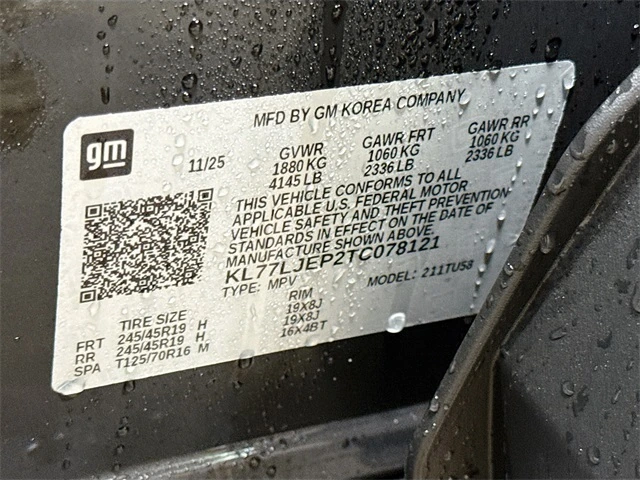 MFD BY GM KOREA COMPANY
gm
11/25
GVWR GAWR FRT GAWR RR
1880 KG 1060 KG 1060 KG
4145 LB 2336 LB 2336 LB
THIS VEHICLE CONFORMS TO ALL
APPLICABLE U.S. FEDERAL MOTOR
VEHICLE SAFETY AND THEFT PREVENTION
STANDARDS IN EFFECT ON THE DATE OF
MANUFACTURE SHOWN ABOVE.
KL77LJEP2TC078121
TYPE: MPV MODEL: 211TU58
TIRE SIZE RIM
FRT 245/45R19 H 19X8J
RR 245/45R19 H 19X8J
SPA T125/70R16 M 16X4BT